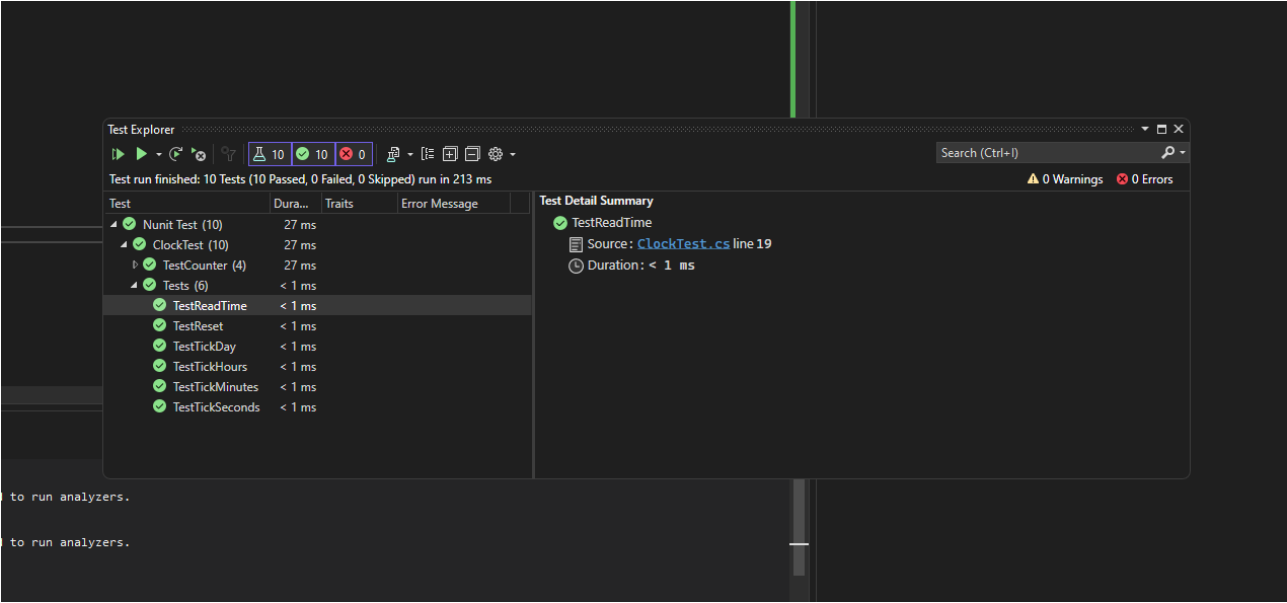 Test Explorer
10 10 0
Search (Ctrl+I)
Test run finished: 10 Tests (10 Passed, 0 Failed, 0 Skipped) run in 213 ms
0 Warnings 0 Errors
Test Dura... Traits Error Message
Nunit Test (10) 27 ms
ClockTest (10) 27 ms
TestCounter (4) 27 ms
Tests (6) < 1 ms
TestReadTime < 1 ms
TestReset < 1 ms
TestTickDay < 1 ms
TestTickHours < 1 ms
TestTickMinutes < 1 ms
TestTickSeconds < 1 ms
Test Detail Summary
TestReadTime
Source: ClockTest.cs line 19
Duration: < 1 ms
to run analyzers.
to run analyzers.